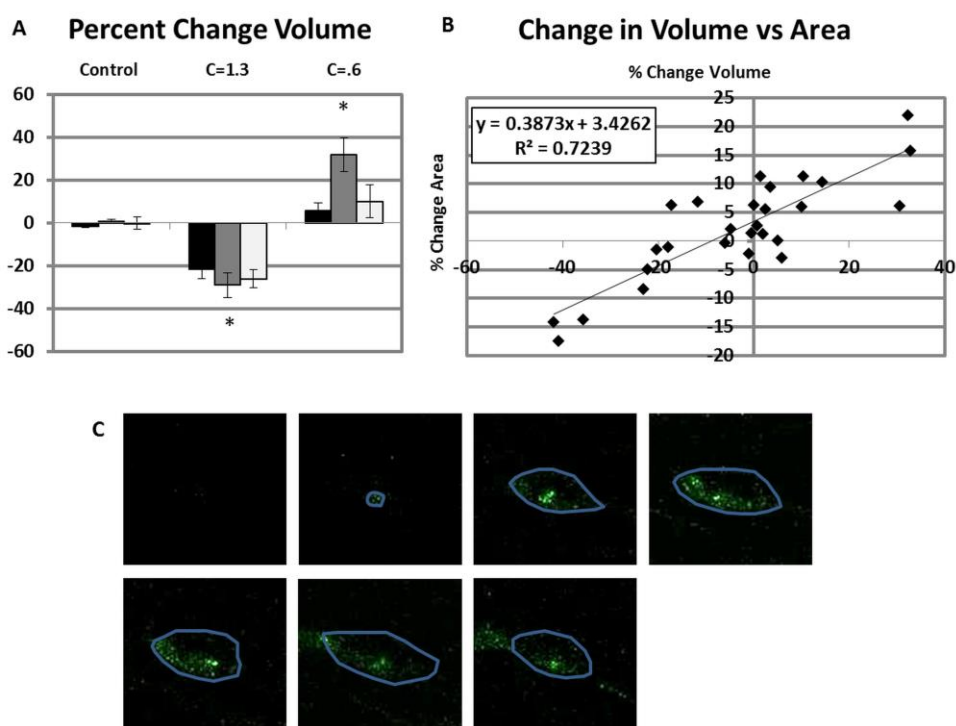 A Percent Change Volume
Control C=1.3 C=.6
60
40
20
0
-20
-40
-60
*
*
B Change in Volume vs Area
% Change Volume
% Change Area
y = 0.3873x + 3.4262
R² = 0.7239
25
20
15
10
5
0
-5
-10
-15
-20
-60 -40 -20 0 20 40
C